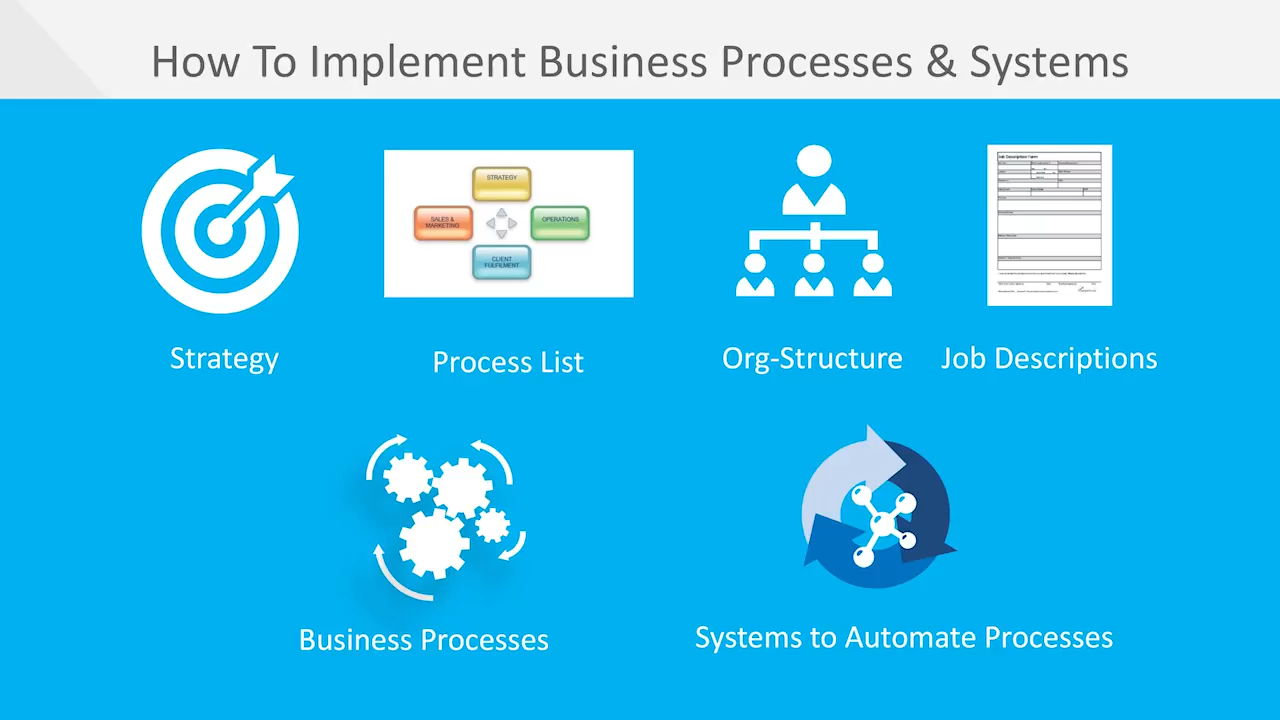 How To Implement Business Processes & Systems
STRATEGY
SALES &
MARKETING
OPERATIONS
CLIENT
FULFILMENT
Job Description Form
Strategy
Process List
Org-Structure
Job Descriptions
Business Processes
Systems to Automate Processes